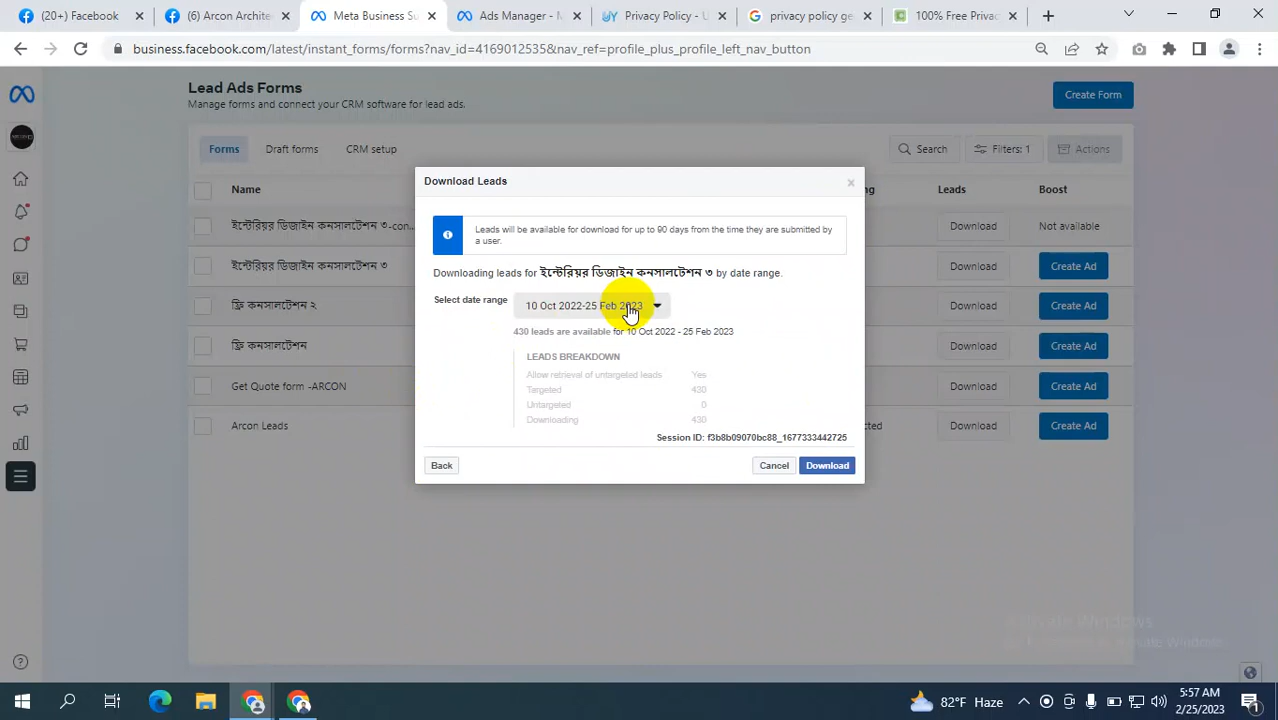 (20+) Facebook
(6) Arcon Archite
Meta Business Su
Ads Manager - M
Privacy Policy - U
privacy policy ge
100% Free Privac
business.facebook.com/latest/instant_forms/forms?nav_id=4169012535&nav_ref=profile_plus_profile_left_nav_button
Lead Ads Forms
Manage forms and connect your CRM software for lead ads.
Create Form
Forms
Draft forms
CRM setup
Search
Filters: 1
Actions
Name
Leads
Boost
ইন্টেরিয়র ডিজাইন কনসালটেশন ৩-con...
Download
Not available
ইন্টেরিয়র ডিজাইন কনসালটেশন ৩
Download
Create Ad
ফ্রি কনসালটেশন ২
Download
Create Ad
ফ্রি কনসালটেশন
Download
Create Ad
Get Quote form -ARCON
Download
Create Ad
Arcon Leads
Download
Create Ad
Download Leads
Leads will be available for download for up to 90 days from the time they are submitted by
a user.
Downloading leads for ইন্টেরিয়র ডিজাইন কনসালটেশন ৩ by date range.
Select date range
10 Oct 2022-25 Feb 2023
430 leads are available for 10 Oct 2022 - 25 Feb 2023
LEADS BREAKDOWN
Allow retrieval of untargeted leads Yes
Targeted 430
Untargeted 0
Downloading 430
Session ID: f3b8b09070bc88_1677333442725
Back
Cancel
Download
Activate Windows
82°F Haze
5:57 AM
2/25/2023
1